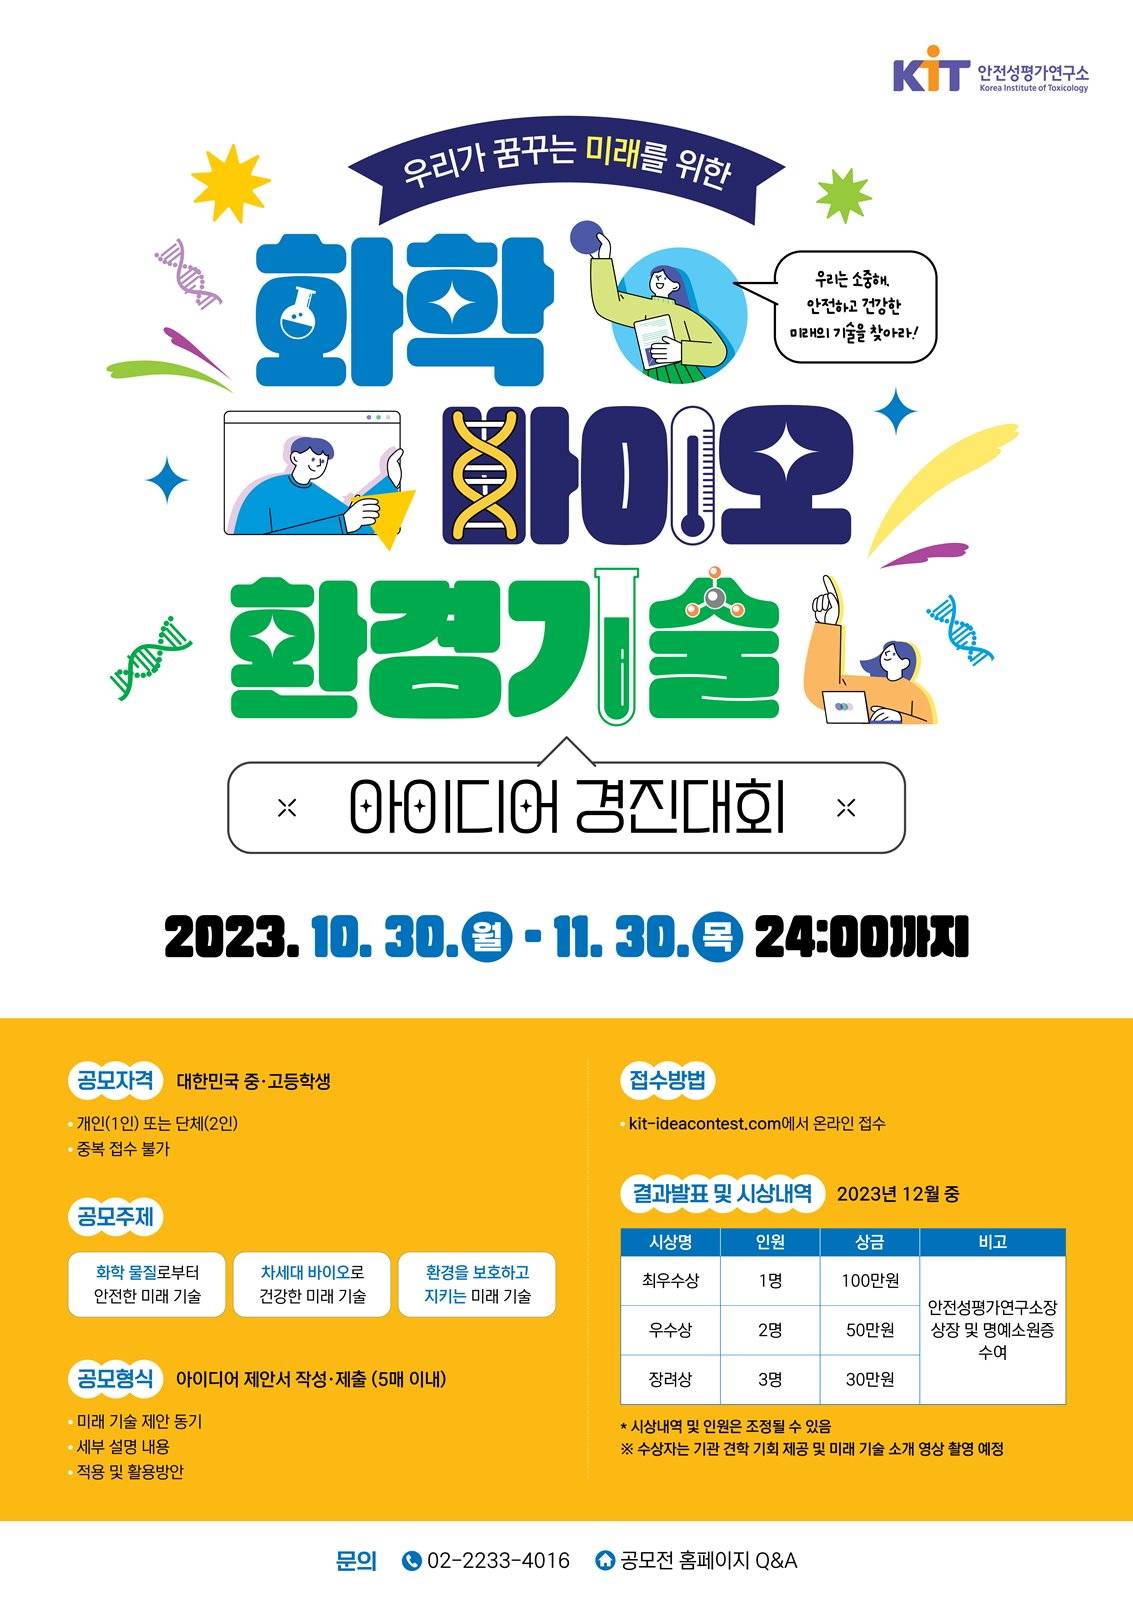 KiT 안전성평가연구소
Korea Institute of Toxicology
우리가 꿈꾸는 미래를 위한
화학
우리는 소중해,
안전하고 건강한
미래의 기술을 찾아라!
바이오
환경기술
아이디어 경진대회
2023. 10. 30.월 - 11. 30.목 24:00까지
공모자격 대한민국 중·고등학생
• 개인(1인) 또는 단체(2인)
• 중복 접수 불가
공모주제
화학 물질로부터
안전한 미래 기술
차세대 바이오로
건강한 미래 기술
환경을 보호하고
지키는 미래 기술
공모형식 아이디어 제안서 작성·제출 (5매 이내)
• 미래 기술 제안 동기
• 세부 설명 내용
• 적용 및 활용방안
접수방법
• kit-ideacontest.com에서 온라인 접수
결과발표 및 시상내역 2023년 12월 중
시상명 인원 상금 비고
최우수상 1명 100만원
우수상 2명 50만원
장려상 3명 30만원
안전성평가연구소장
상장 및 명예소원증
수여
* 시상내역 및 인원은 조정될 수 있음
※ 수상자는 기관 견학 기회 제공 및 미래 기술 소개 영상 촬영 예정
문의 02-2233-4016 공모전 홈페이지 Q&A